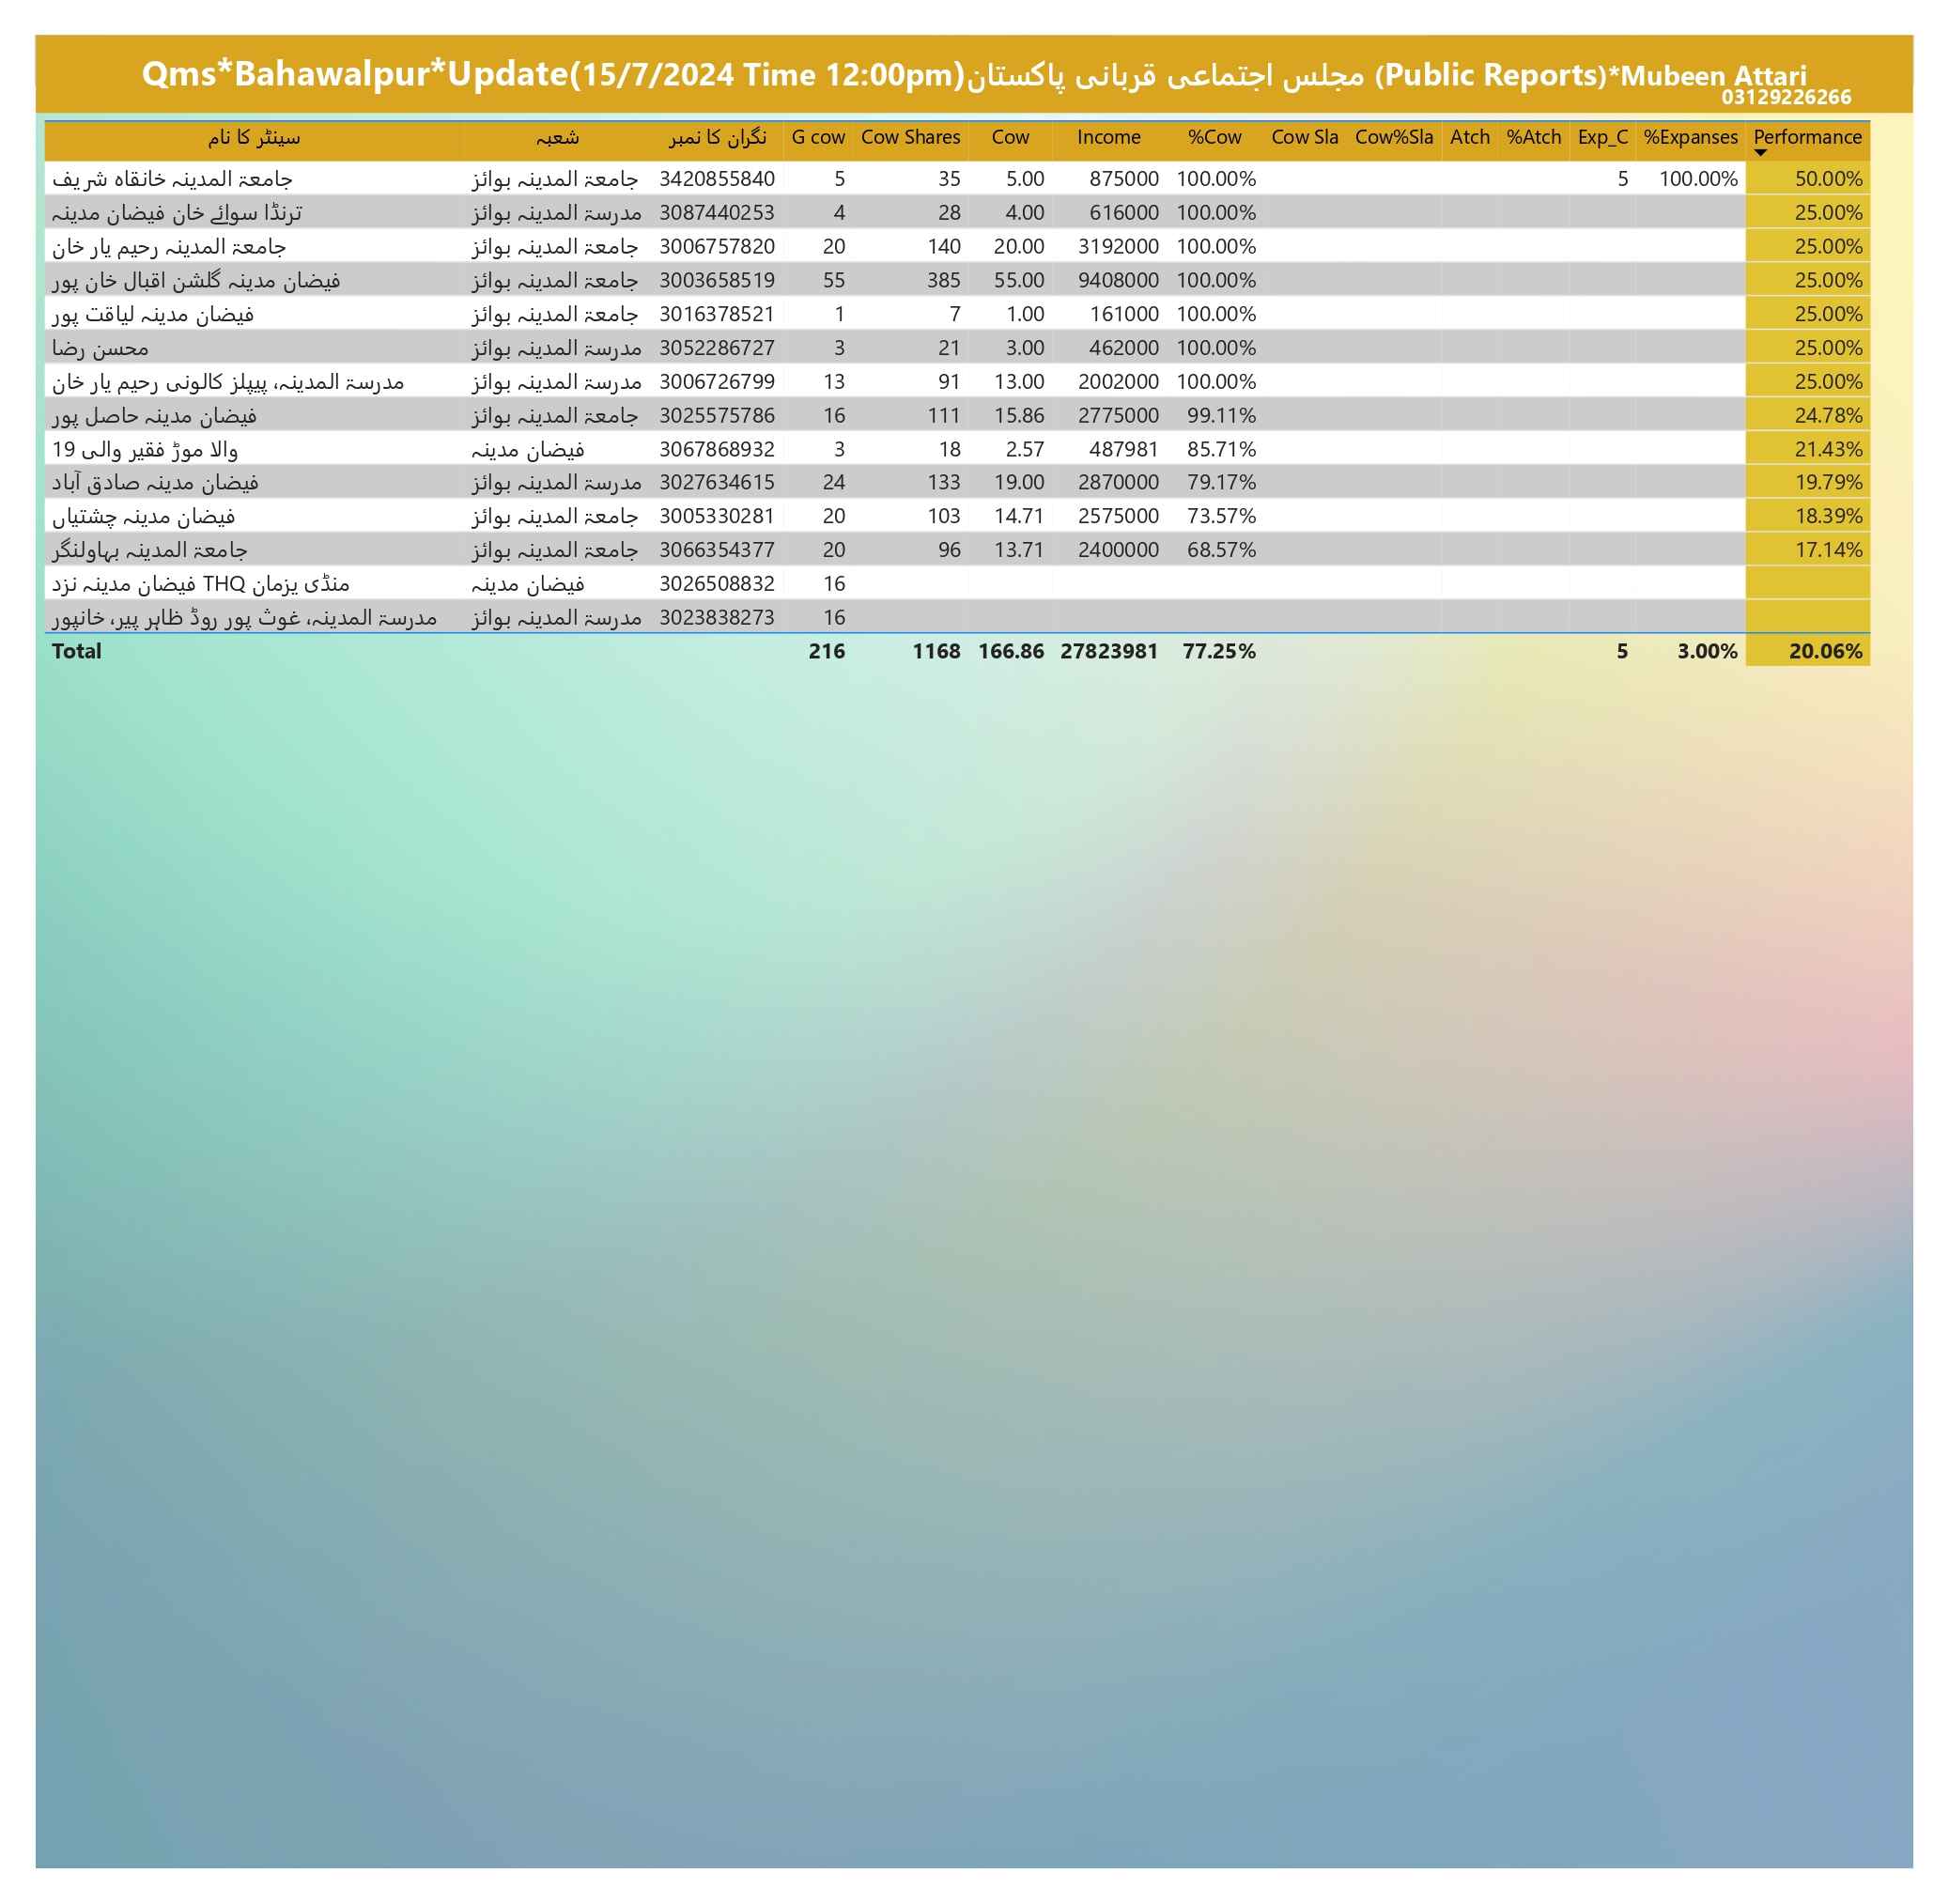 Qms*Bahawalpur*Update(15/7/2024 Time 12:00pm)مجلس اجتماعی قربانی پاکستان (Public Reports)*Mubeen Attari
03129226266
سینٹر کا نام شعبہ نگران کا نمبر G cow Cow Shares Cow Income %Cow Cow Sla Cow%Sla Atch %Atch Exp_C %Expanses Performance
جامعۃ المدینہ خانقاہ شریف جامعۃ المدینہ بوائز 3420855840 5 35 5.00 875000 100.00% 5 100.00% 50.00%
ترنڈا سوائے خان فیضان مدینہ مدرسۃ المدینہ بوائز 3087440253 4 28 4.00 616000 100.00% 25.00%
جامعۃ المدینہ رحیم یار خان جامعۃ المدینہ بوائز 3006757820 20 140 20.00 3192000 100.00% 25.00%
فیضان مدینہ گلشن اقبال خان پور جامعۃ المدینہ بوائز 3003658519 55 385 55.00 9408000 100.00% 25.00%
فیضان مدینہ لیاقت پور جامعۃ المدینہ بوائز 3016378521 1 7 1.00 161000 100.00% 25.00%
محسن رضا مدرسۃ المدینہ بوائز 3052286727 3 21 3.00 462000 100.00% 25.00%
مدرسۃ المدینہ، پیپلز کالونی رحیم یار خان مدرسۃ المدینہ بوائز 3006726799 13 91 13.00 2002000 100.00% 25.00%
فیضان مدینہ حاصل پور جامعۃ المدینہ بوائز 3025575786 16 111 15.86 2775000 99.11% 24.78%
والا موڑ فقیر والی 19 فیضان مدینہ 3067868932 3 18 2.57 487981 85.71% 21.43%
فیضان مدینہ صادق آباد مدرسۃ المدینہ بوائز 3027634615 24 133 19.00 2870000 79.17% 19.79%
فیضان مدینہ چشتیاں جامعۃ المدینہ بوائز 3005330281 20 103 14.71 2575000 73.57% 18.39%
جامعۃ المدینہ بہاولنگر جامعۃ المدینہ بوائز 3066354377 20 96 13.71 2400000 68.57% 17.14%
منڈی یزمان THQ فیضان مدینہ نزد فیضان مدینہ 3026508832 16
مدرسۃ المدینہ، غوث پور روڈ ظاہر پیر، خانپور مدرسۃ المدینہ بوائز 3023838273 16
Total 216 1168 166.86 27823981 77.25% 5 3.00% 20.06%